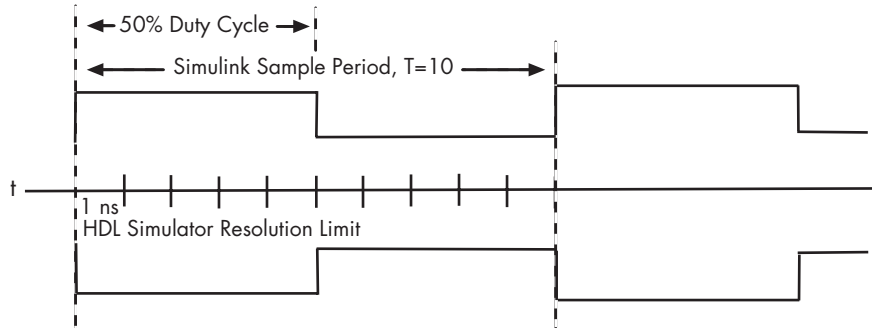 50% Duty Cycle
Simulink Sample Period, T=10
t
1 ns
HDL Simulator Resolution Limit